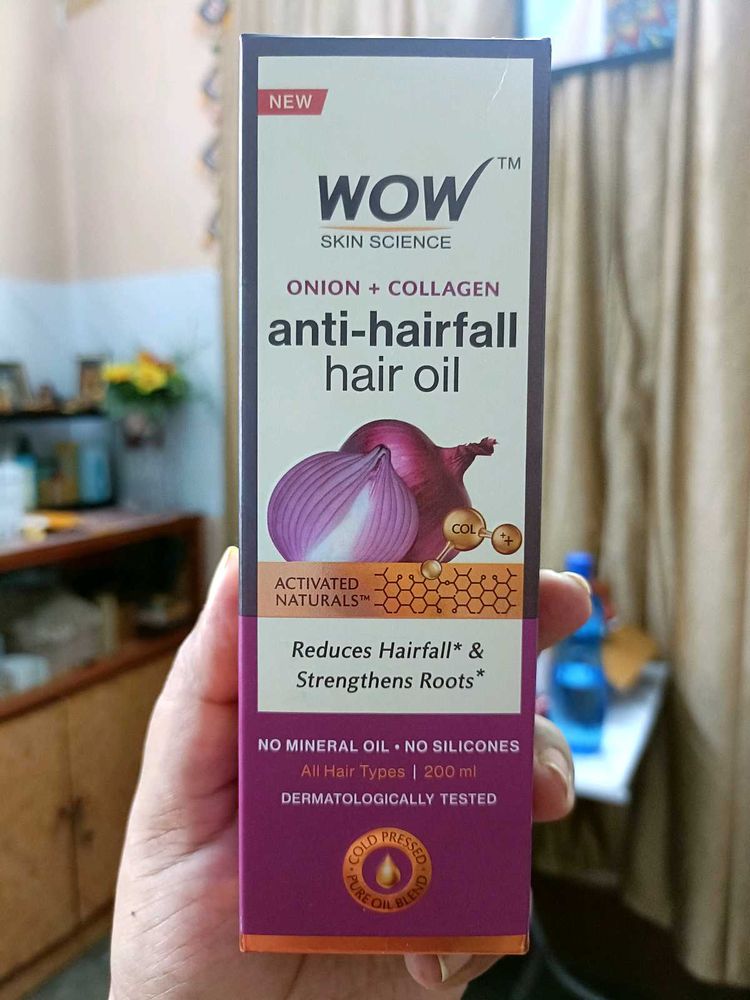 NEW
WOW™
SKIN SCIENCE
ONION + COLLAGEN
anti-hairfall
hair oil
COL
++
ACTIVATED
NATURALS™
Reduces Hairfall* &
Strengthens Roots*
NO MINERAL OIL • NO SILICONES
All Hair Types | 200 ml
DERMATOLOGICALLY TESTED
COLD PRESSED
PURE OIL BLEND